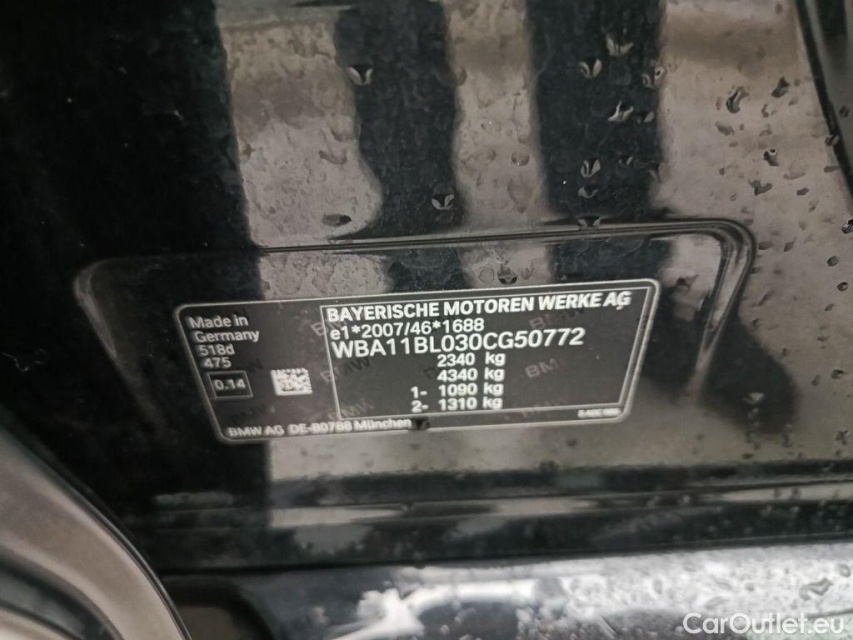 Made in
Germany
518d
475
0.14
BAYERISCHE MOTOREN WERKE AG
e1*2007/46*1688
WBA11BL030CG50772
2340 kg
4340 kg
1- 1090 kg
2- 1310 kg
BMW AG DE-80788 München
CarOutlet.eu